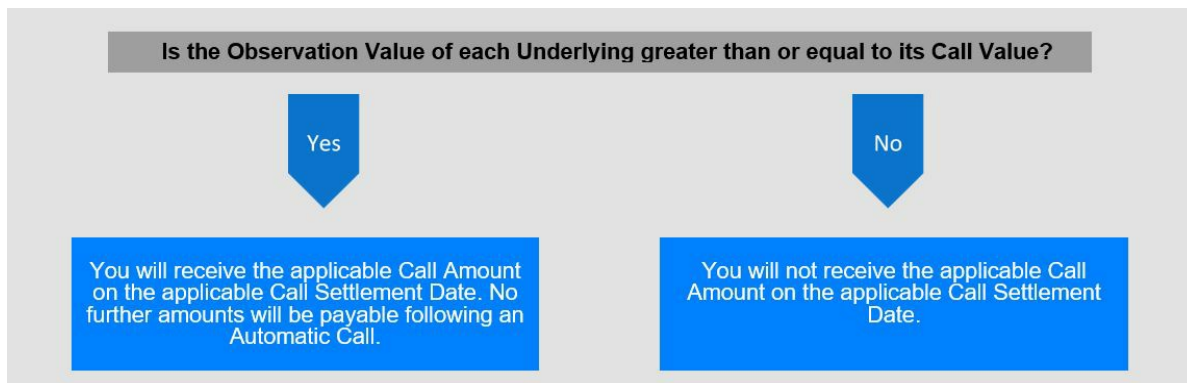 Is the Observation Value of each Underlying greater than or equal to its Call Value?
Yes
No
You will receive the applicable Call Amount
on the applicable Call Settlement Date. No
further amounts will be payable following an
Automatic Call.
You will not receive the applicable Call
Amount on the applicable Call Settlement
Date.